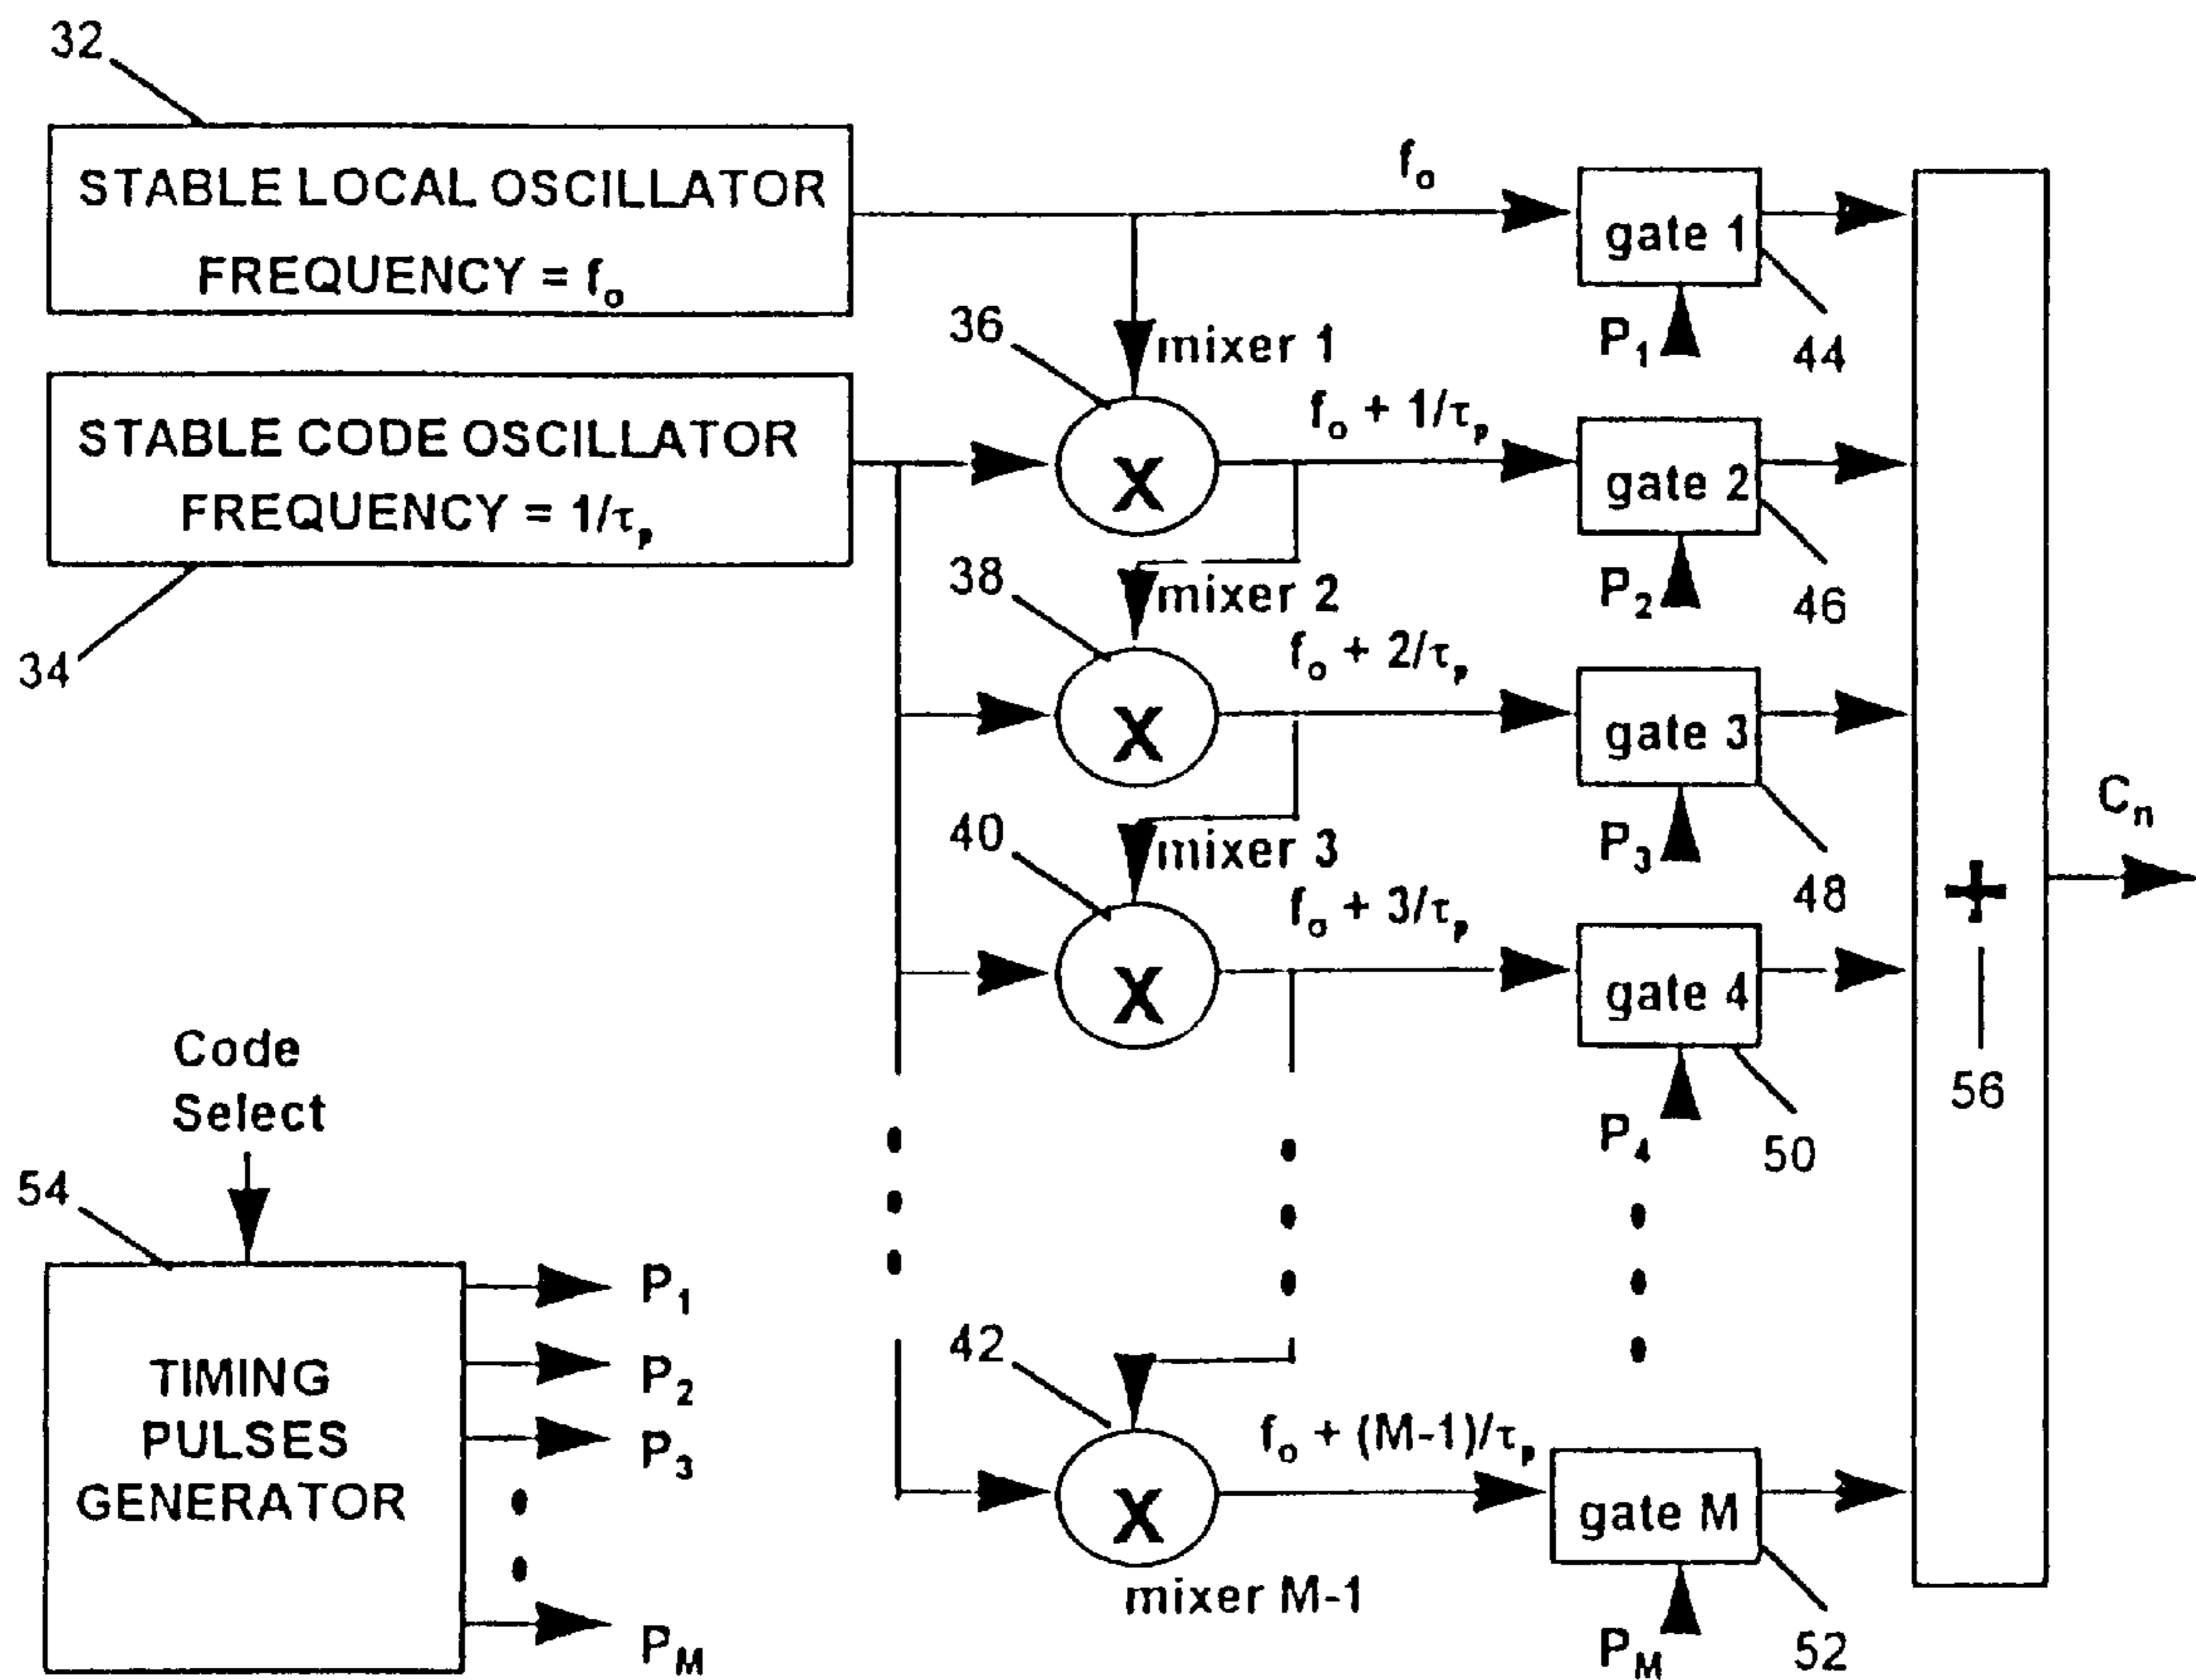 32
STABLE LOCAL OSCILLATOR
FREQUENCY = fₒ
fₒ
gate 1
P₁
44
STABLE CODE OSCILLATOR
FREQUENCY = 1/τₚ
34
36
mixer 1
fₒ + 1/τₚ
gate 2
P₂
46
38
mixer 2
fₒ + 2/τₚ
gate 3
P₃
48
40
mixer 3
fₒ + 3/τₚ
gate 4
P₄
50
+
56
Cₙ
X
X
X
X
Code
Select
54
TIMING
PULSES
GENERATOR
P₁
P₂
P₃
P_M
42
fₒ + (M-1)/τₚ
mixer M-1
gate M
P_M
52